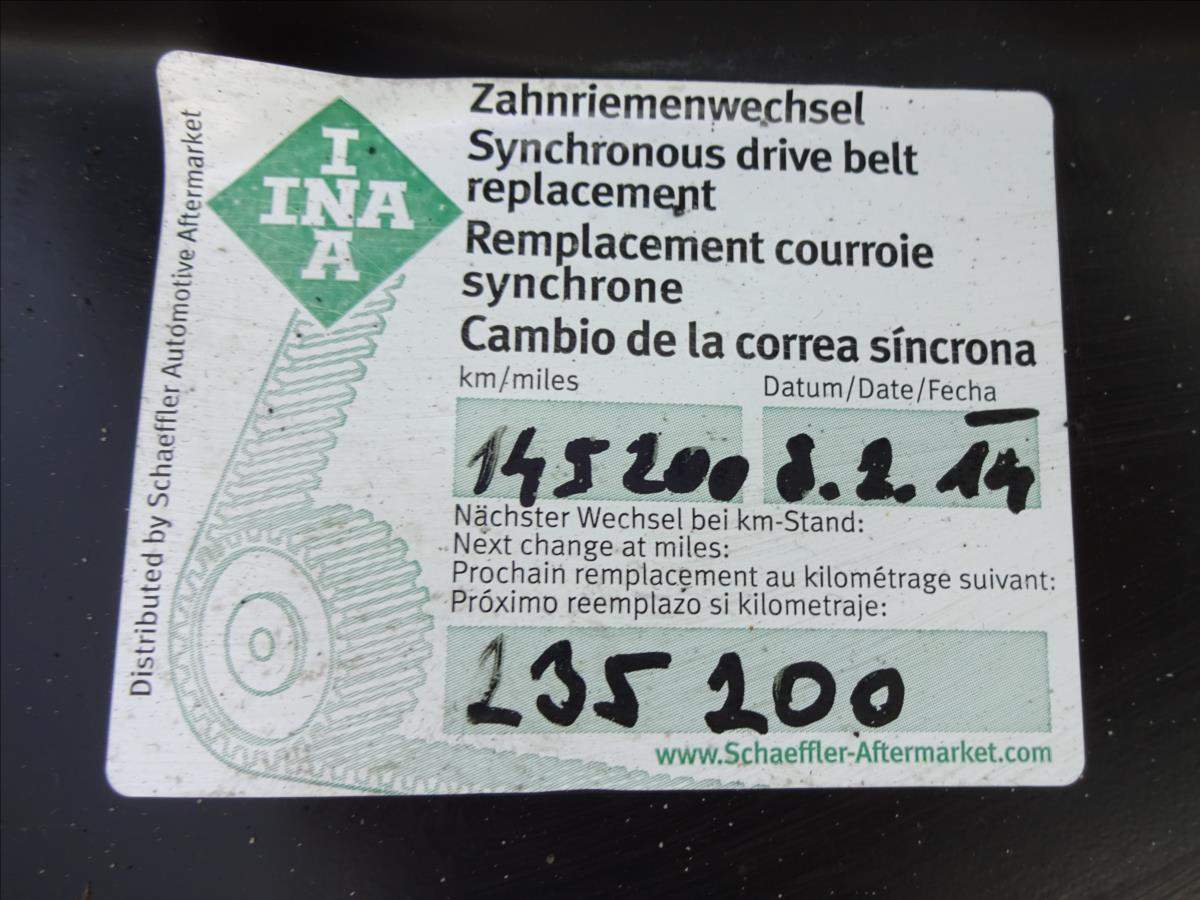 INA
INA
Distributed by Schaeffler Automotive Aftermarket
Zahnriemenwechsel
Synchronous drive belt
replacement
Remplacement courroie
synchrone
Cambio de la correa síncrona
km/miles
Datum/Date/Fecha
145200
8.2.14
Nächster Wechsel bei km-Stand:
Next change at miles:
Prochain remplacement au kilométrage suivant:
Próximo reemplazo si kilometraje:
235200
www.Schaeffler-Aftermarket.com